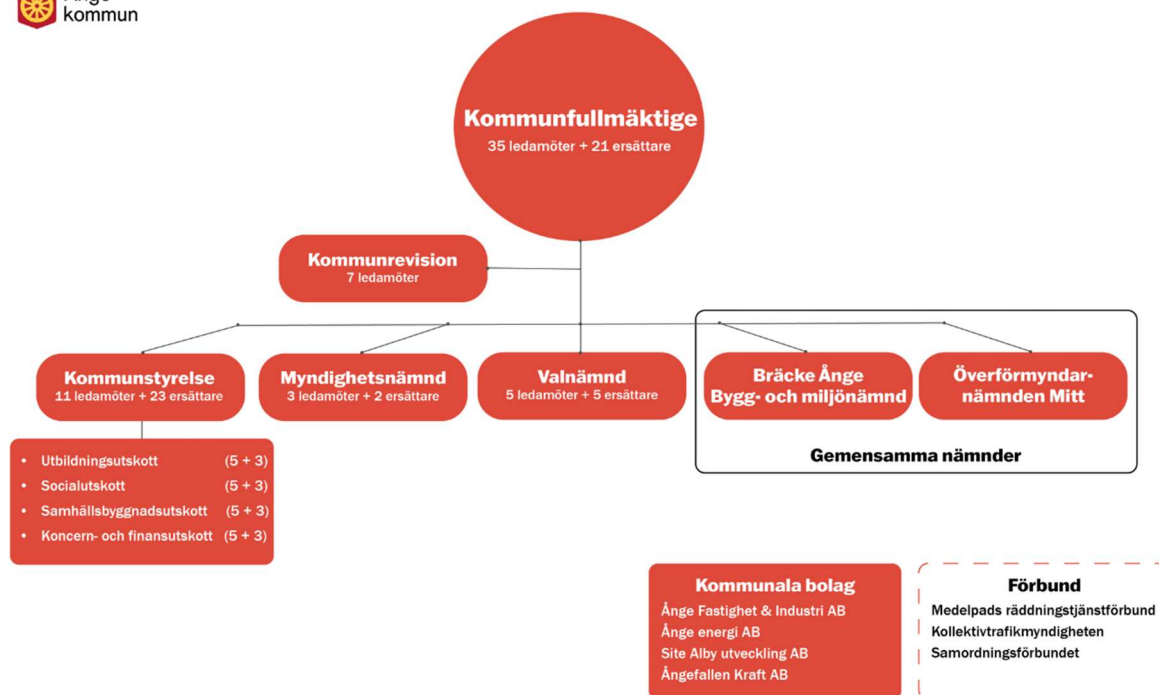 kommun
Kommunfullmäktige
35 ledamöter + 21 ersättare
Kommunrevision
7 ledamöter
Kommunstyrelse
11 ledamöter + 23 ersättare
Myndighetsnämnd
3 ledamöter + 2 ersättare
Valnämnd
5 ledamöter + 5 ersättare
Bräcke Ånge
Bygg- och miljönämnd
Överförmyndar-
nämnden Mitt
Gemensamma nämnder
• Utbildningsutskott (5 + 3)
• Socialutskott (5 + 3)
• Samhällsbyggnadsutskott (5 + 3)
• Koncern- och finansutskott (5 + 3)
Kommunala bolag
Ånge Fastighet & Industri AB
Ånge energi AB
Site Alby utveckling AB
Ångefallen Kraft AB
Förbund
Medelpads räddningstjänstförbund
Kollektivtrafikmyndigheten
Samordningsförbundet